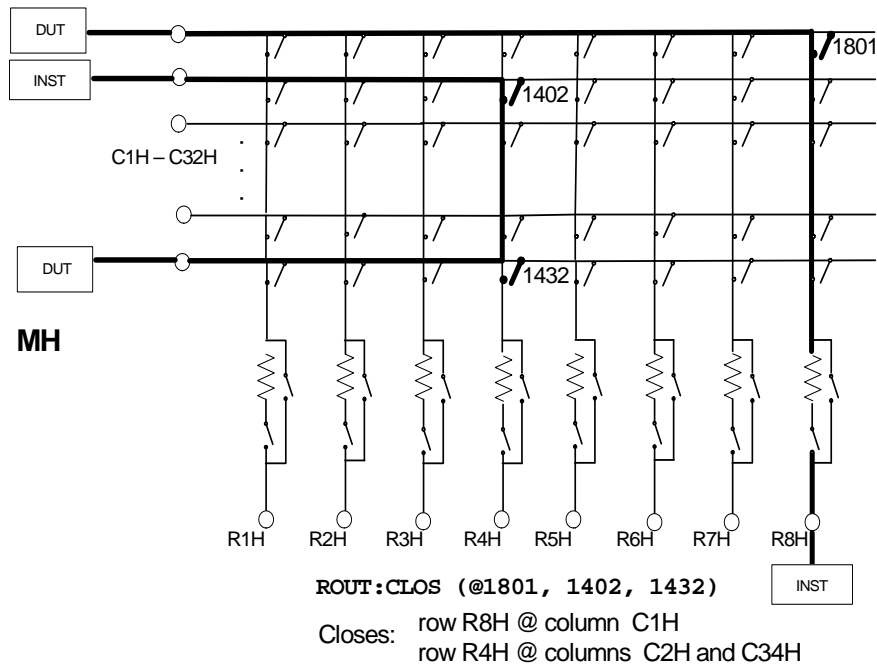 DUT
1801
INST
1402
C1H – C32H
DUT
1432
MH
R1H R2H R3H R4H R5H R6H R7H R8H
ROUT:CLOS (@1801, 1402, 1432)
INST
Closes: row R8H @ column C1H
row R4H @ columns C2H and C34H